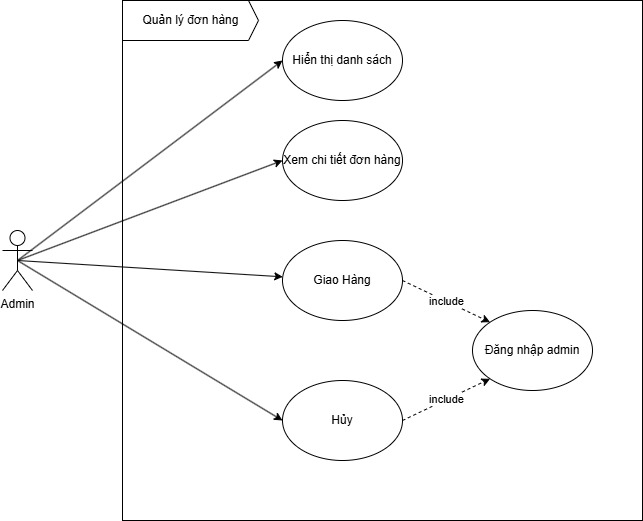 Quản lý đơn hàng
Hiển thị danh sách
Xem chi tiết đơn hàng
Admin
Giao Hàng
include
Đăng nhập admin
include
Hủy